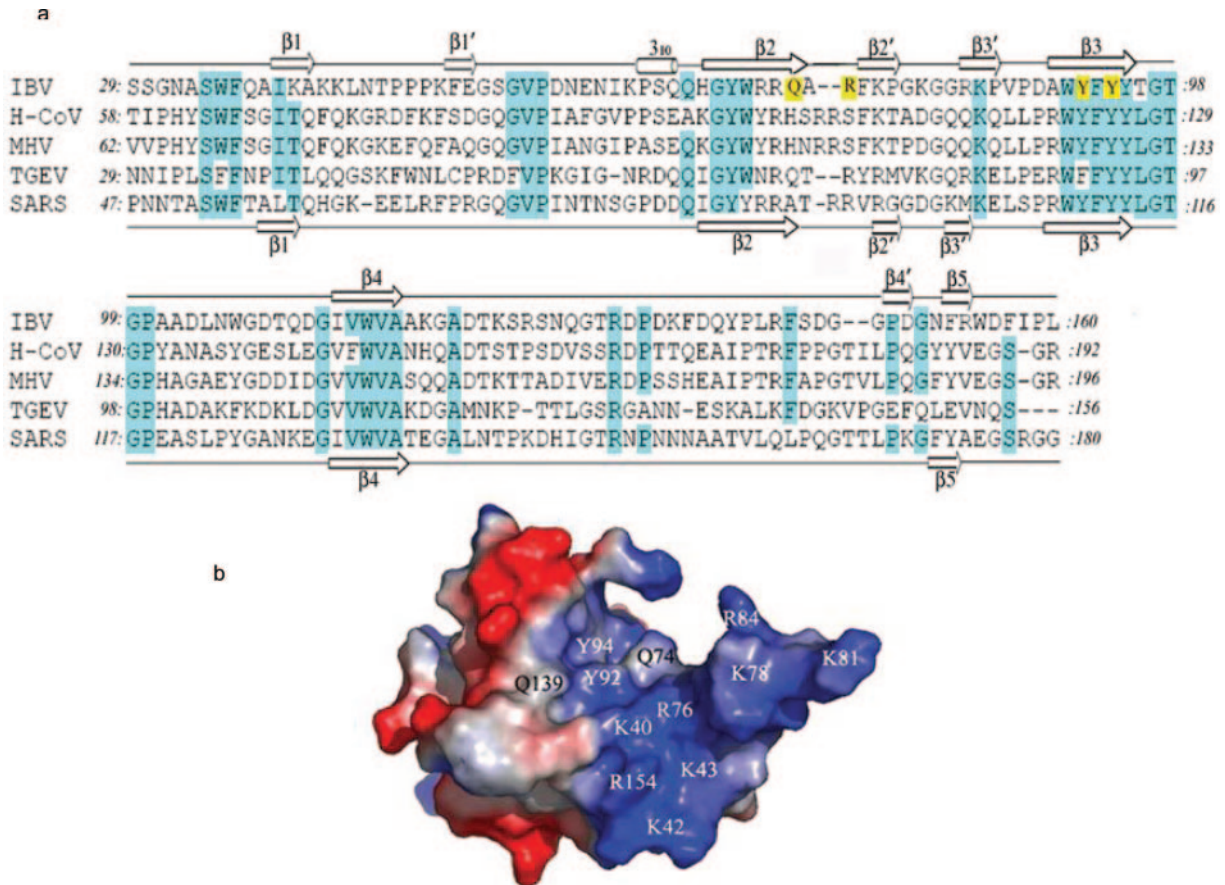 a
β1 β1' 3₁₀ β2 β2' β3' β3
IBV 29: SSGNASWFQAIKAKKLNTPPPKFEGSGVPDNENIKPSQQHGYWRRQA--RFKPGKGGRKPVPDAWYFYYTGT :98
H-CoV 58: TIPHYSWFSGITQFQKGRDFKFSDGQGVPIAFGVPPSEAKGYWYRHSRRSFKTADGQQKQLLPRWYFYYLGT :129
MHV 62: VVPHYSWFSGITQFQKGKEFQFAQGQGVPIANGIPASEQKGYWYRHNRRSFKTPDGQQKQLLPRWYFYYLGT :133
TGEV 29: NNIPLSFFNPITLQQGSKFWNLCPRDFVPKGIG-NRDQQIGYWNRQT--RYRMVKGQRKELPERWFFYYLGT :97
SARS 47: PNNTASWFTALTQHGK-EELRFPRGQGVPINTNSGPDDQIGYYRRAT-RRVRGGDGKMKELSPRWYFYYLGT :116
β1 β2 β2' β3' β3
β4 β4' β5
IBV 99: GPAADLNWGDTQDGIVWVAAKGADTKSRSNQGTRDPDKFDQYPLRFSDG--GPDGNFRWDFIPL :160
H-CoV 130: GPYANASYGESLEGVFWVANHQADTSTPSDVSSRDPTTQEAIPTRFPPGTILPQGYYVEGS-GR :192
MHV 134: GPHAGAEYGDDIDGVVWVASQQADTKTTADIVERDPSSHEAIPTRFAPGTVLPQGFYVEGS-GR :196
TGEV 98: GPHADAKFKDKLDGVVWVAKDGAMNKP-TTLGSRGANN-ESKALKFDGKVPGEFQLEVNQS--- :156
SARS 117: GPEASLPYGANKEGIVWVATEGALNTPKDHIGTRNPNNNAATVLQLPQGTTLPKGFYAEGSRGG :180
β4 β5
b
R84
Y94 Q74 K81
Q139 Y92 K78
K40 R76
R154 K43
K42